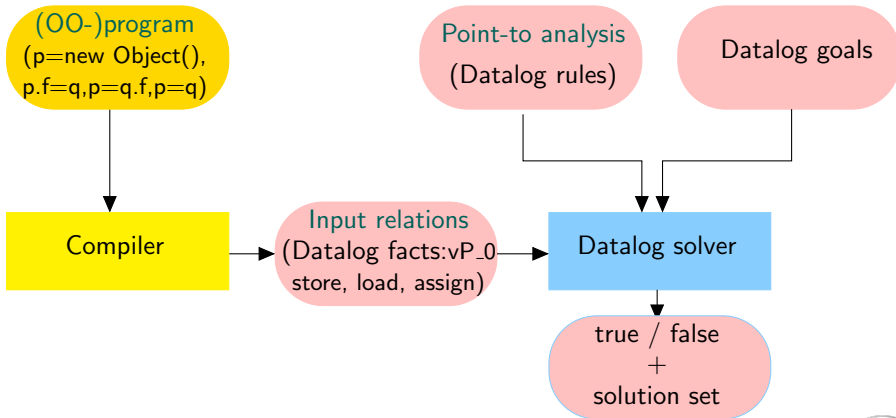 (OO-)program
(p=new Object(),
p.f=q,p=q.f,p=q)
Point-to analysis
(Datalog rules)
Datalog goals
Compiler
Input relations
(Datalog facts:vP_0
store, load, assign)
Datalog solver
true / false
+
solution set